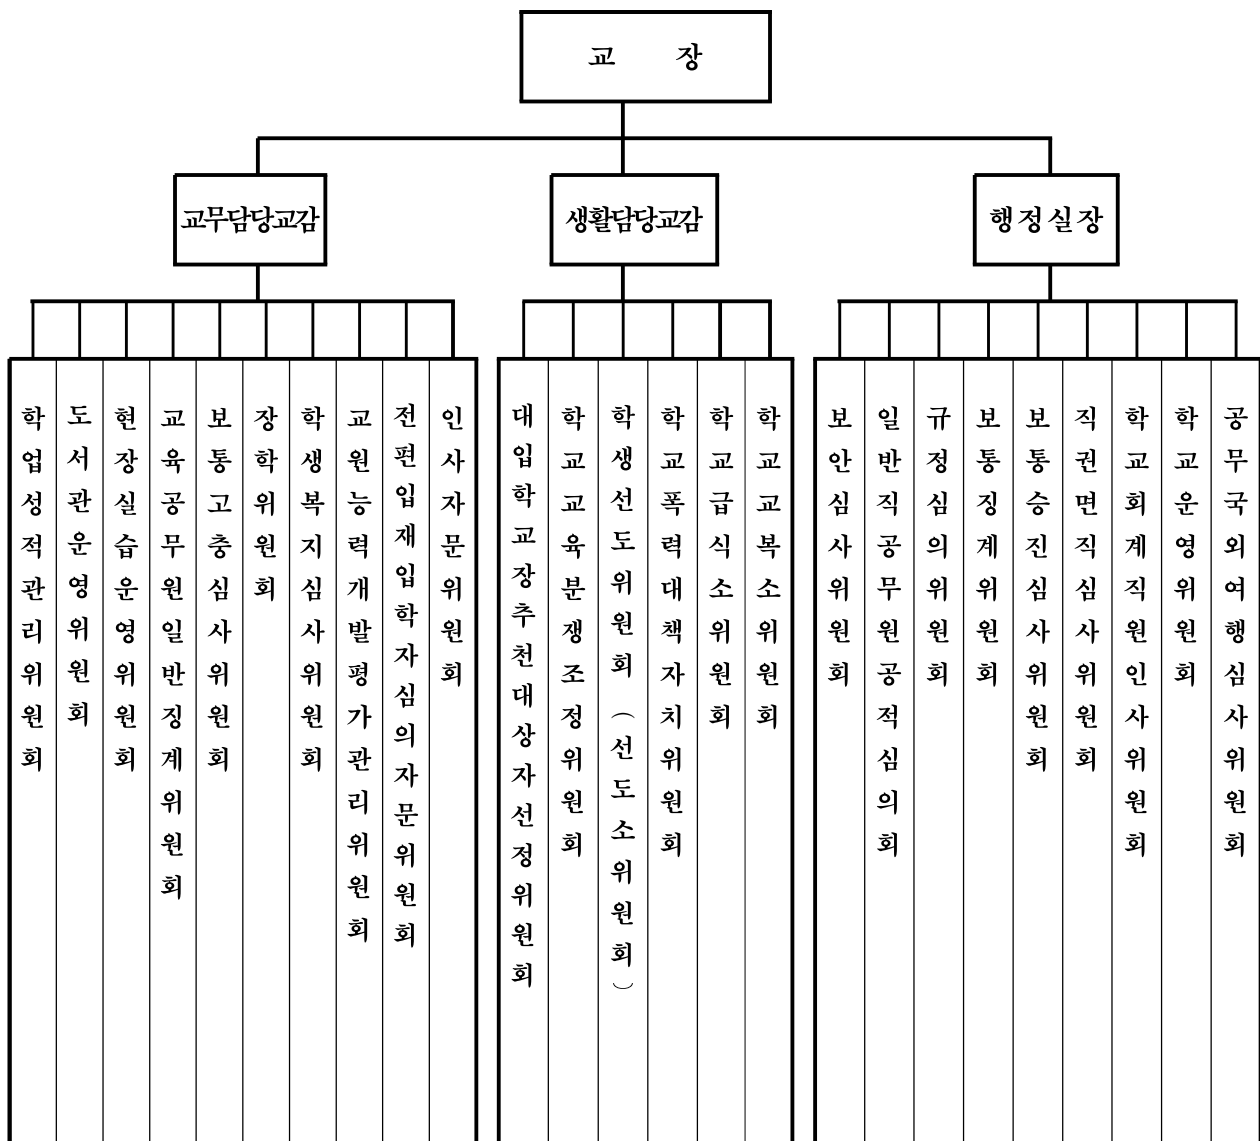 교 장
교무담당교감
생활담당교감
행정실장
학업성적관리위원회
도서관운영위원회
현장실습운영위원회
교육공무원일반징계위원회
보통고충심사위원회
장학위원회
학생복지심사위원회
교원능력개발평가관리위원회
전편입재입학자심의자문위원회
인사자문위원회
대입학교장추천대상자선정위원회
학교교육분쟁조정위원회
학생선도위원회(선도소위원회)
학교폭력대책자치위원회
학교급식소위원회
학교교복소위원회
보안심사위원회
일반직공무원공적심의회
규정심의위원회
보통징계위원회
보통승진심사위원회
직권면직심사위원회
학교회계직원인사위원회
학교운영위원회
공무국외여행심사위원회